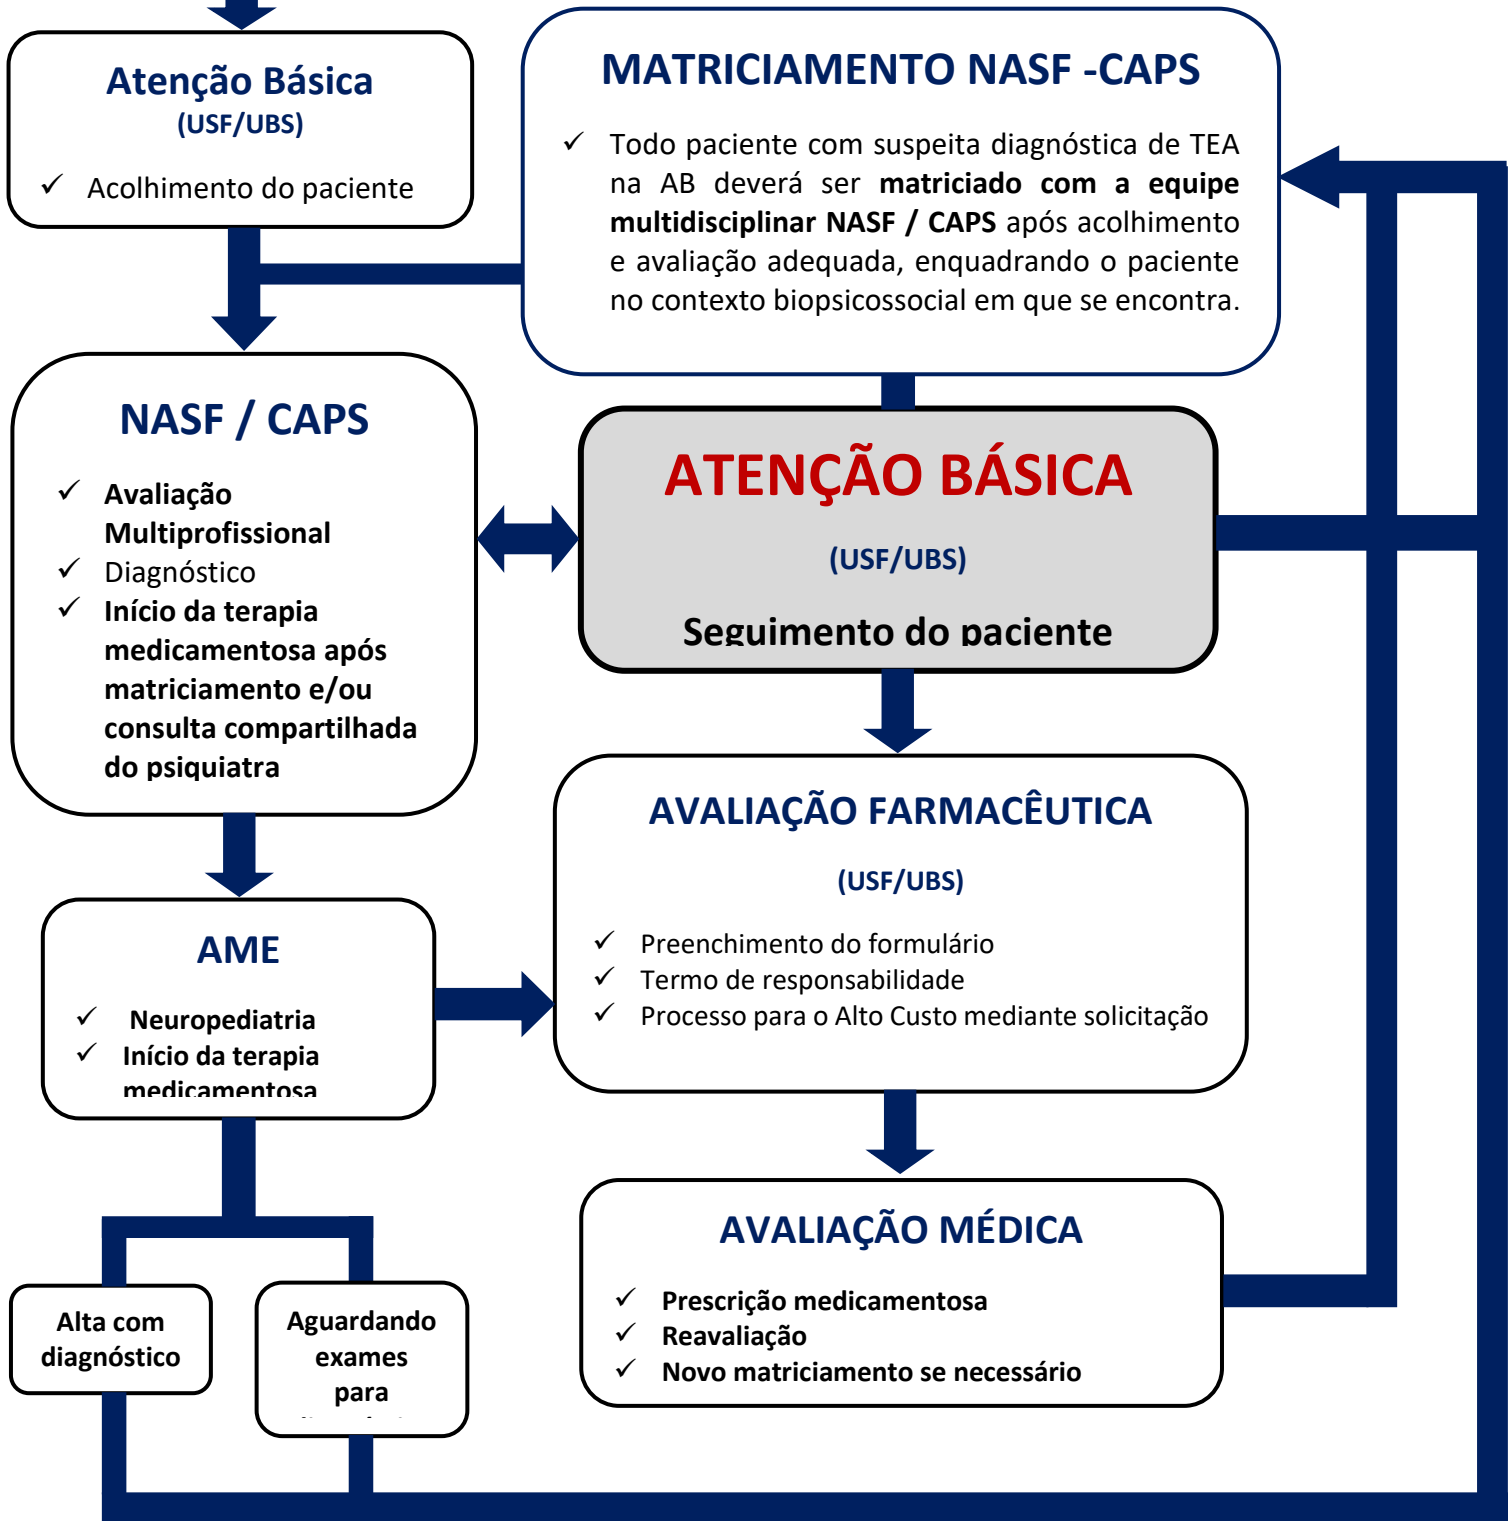 Atenção Básica
(USF/UBS)
✓ Acolhimento do paciente
MATRICIAMENTO NASF -CAPS
✓ Todo paciente com suspeita diagnóstica de TEA
na AB deverá ser matriciado com a equipe
multidisciplinar NASF / CAPS após acolhimento
e avaliação adequada, enquadrando o paciente
no contexto biopsicossocial em que se encontra.
NASF / CAPS
✓ Avaliação
Multiprofissional
✓ Diagnóstico
✓ Início da terapia
medicamentosa após
matriciamento e/ou
consulta compartilhada
do psiquiatra
ATENÇÃO BÁSICA
(USF/UBS)
Seguimento do paciente
AVALIAÇÃO FARMACÊUTICA
(USF/UBS)
✓ Preenchimento do formulário
✓ Termo de responsabilidade
✓ Processo para o Alto Custo mediante solicitação
AME
✓ Neuropediatria
✓ Início da terapia
medicamentosa
AVALIAÇÃO MÉDICA
✓ Prescrição medicamentosa
✓ Reavaliação
✓ Novo matriciamento se necessário
Alta com
diagnóstico
Aguardando
exames
para